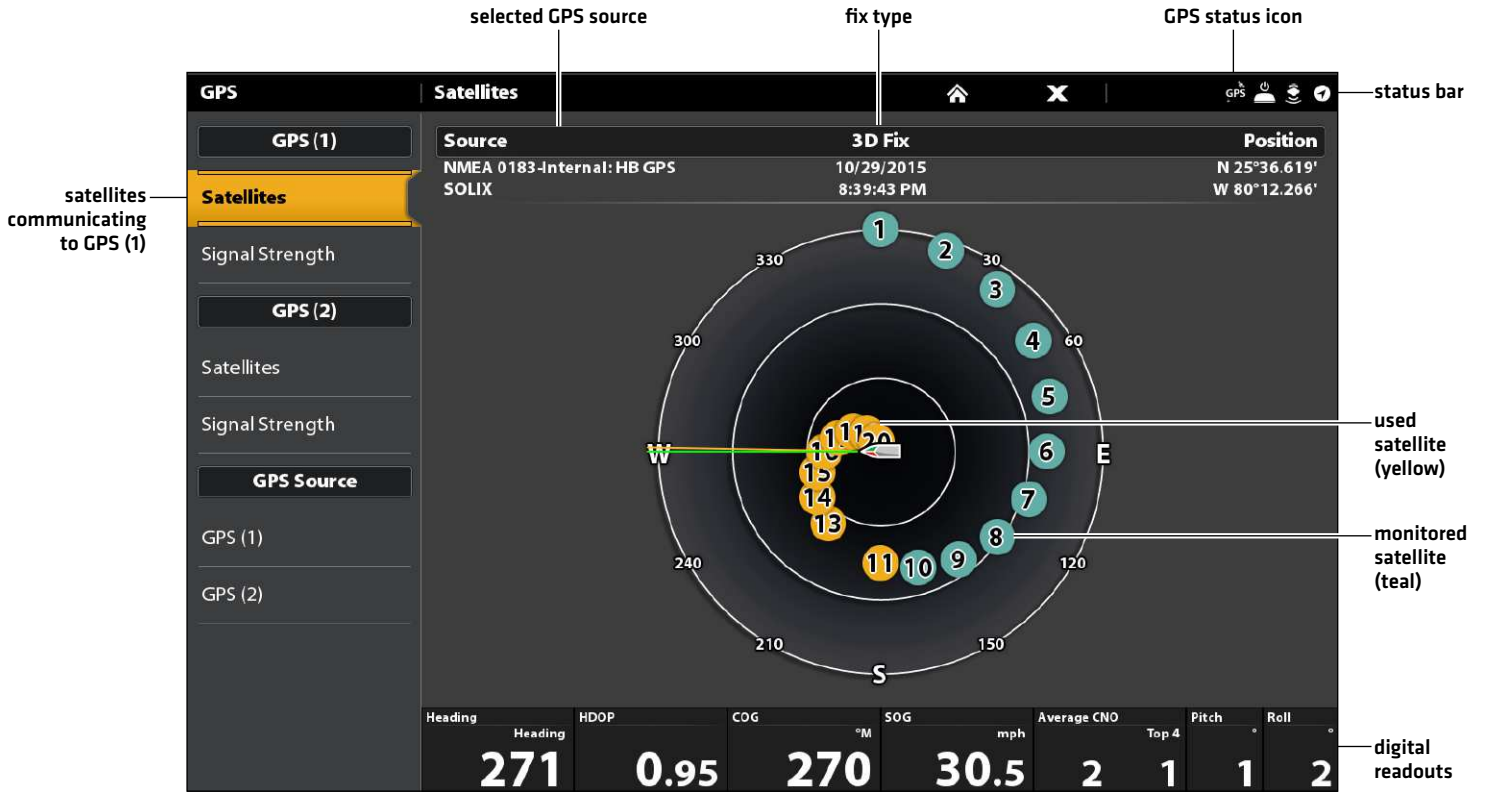 selected GPS source
fix type
GPS status icon
GPS
Satellites
GPS
status bar
GPS (1)
Source
3D Fix
Position
NMEA 0183-Internal: HB GPS
10/29/2015
N 25°36.619'
SOLIX
8:39:43 PM
W 80°12.266'
satellites
communicating
to GPS (1)
Satellites
Signal Strength
GPS (2)
Satellites
Signal Strength
GPS Source
GPS (1)
GPS (2)
1
2
330
30
3
300
4
60
5
used
satellite
(yellow)
20
W
6
E
15
14
7
13
8
monitored
satellite
(teal)
11
10
9
240
120
210
150
S
Heading
HDOP
COG
SOG
Average CNO
Pitch
Roll
Heading
°M
mph
Top 4
°
°
271
0.95
270
30.5
2
1
1
2
digital
readouts